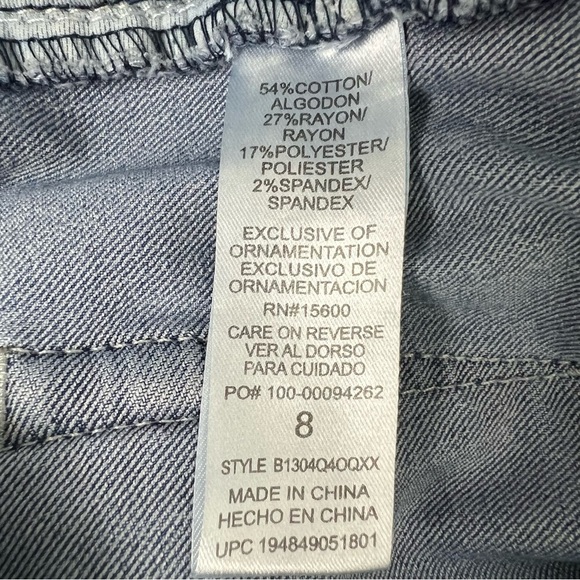 54%COTTON/
ALGODON
27%RAYON/
RAYON
17%POLYESTER/
POLIESTER
2%SPANDEX/
SPANDEX
EXCLUSIVE OF
ORNAMENTATION
EXCLUSIVO DE
ORNAMENTACION
RN#15600
CARE ON REVERSE
VER AL DORSO
PARA CUIDADO
PO# 100-00094262
8
STYLE B1304Q4OQXX
MADE IN CHINA
HECHO EN CHINA
UPC 194849051801